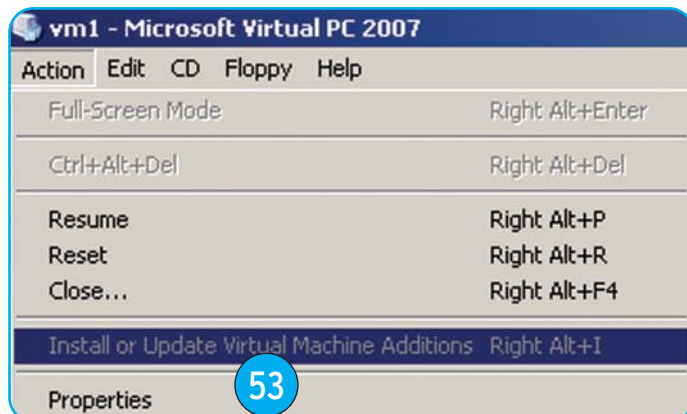 vm1 - Microsoft Virtual PC 2007
Action Edit CD Floppy Help
Full-Screen Mode Right Alt+Enter
Ctrl+Alt+Del Right Alt+Del
Resume Right Alt+P
Reset Right Alt+R
Close... Right Alt+F4
Install or Update Virtual Machine Additions Right Alt+I
Properties
53